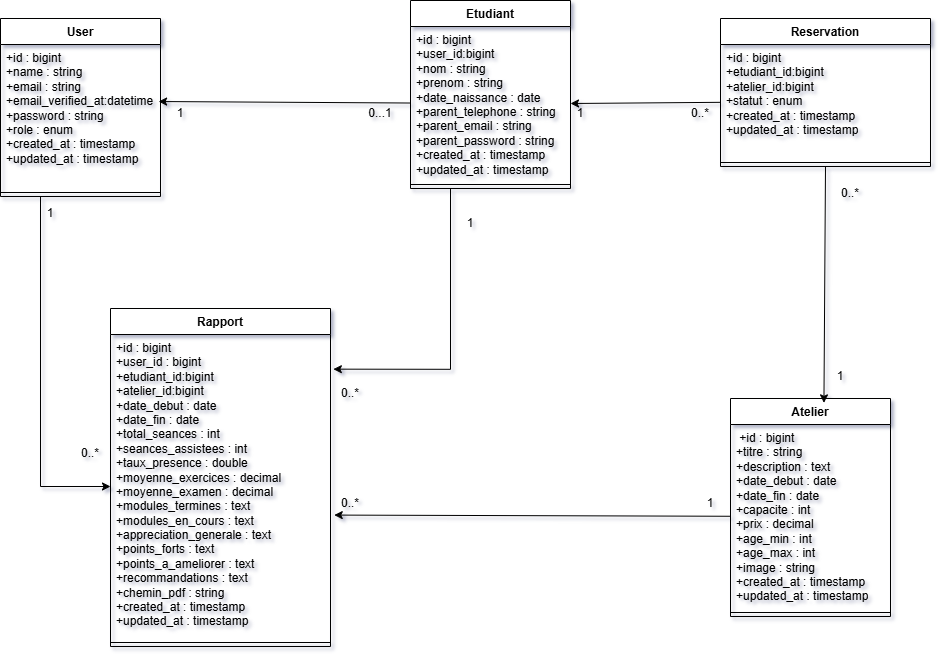 User
+id : bigint
+name : string
+email : string
+email_verified_at:datetime
+password : string
+role : enum
+created_at : timestamp
+updated_at : timestamp
Etudiant
+id : bigint
+user_id:bigint
+nom : string
+prenom : string
+date_naissance : date
+parent_telephone : string
+parent_email : string
+parent_password : string
+created_at : timestamp
+updated_at : timestamp
Reservation
+id : bigint
+etudiant_id:bigint
+atelier_id:bigint
+statut : enum
+created_at : timestamp
+updated_at : timestamp
1
0...1
1
0..*
1
1
0..*
Rapport
+id : bigint
+user_id : bigint
+etudiant_id:bigint
+atelier_id:bigint
+date_debut : date
+date_fin : date
+total_seances : int
+seances_assistees : int
+taux_presence : double
+moyenne_exercices : decimal
+moyenne_examen : decimal
+modules_termines : text
+modules_en_cours : text
+appreciation_generale : text
+points_forts : text
+points_a_ameliorer : text
+recommandations : text
+chemin_pdf : string
+created_at : timestamp
+updated_at : timestamp
0..*
0..*
0..*
1
1
Atelier
+id : bigint
+titre : string
+description : text
+date_debut : date
+date_fin : date
+capacite : int
+prix : decimal
+age_min : int
+age_max : int
+image : string
+created_at : timestamp
+updated_at : timestamp